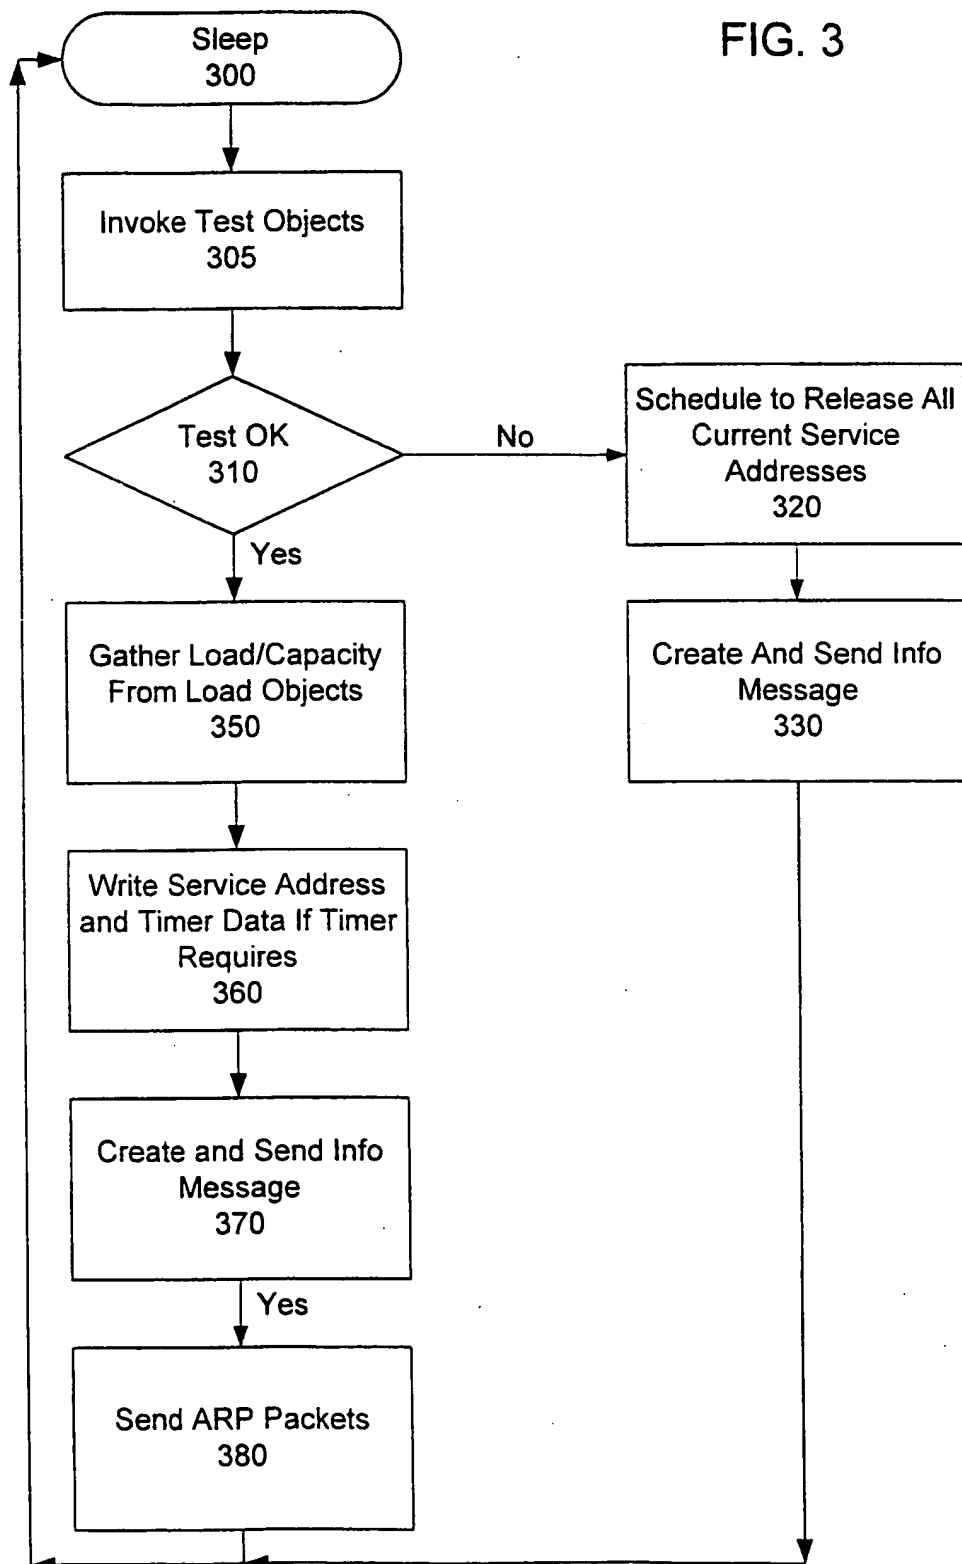 FIG. 3
Sleep
300
Invoke Test Objects
305
Test OK
310
No
Schedule to Release All
Current Service
Addresses
320
Yes
Gather Load/Capacity
From Load Objects
350
Create And Send Info
Message
330
Write Service Address
and Timer Data If Timer
Requires
360
Create and Send Info
Message
370
Yes
Send ARP Packets
380